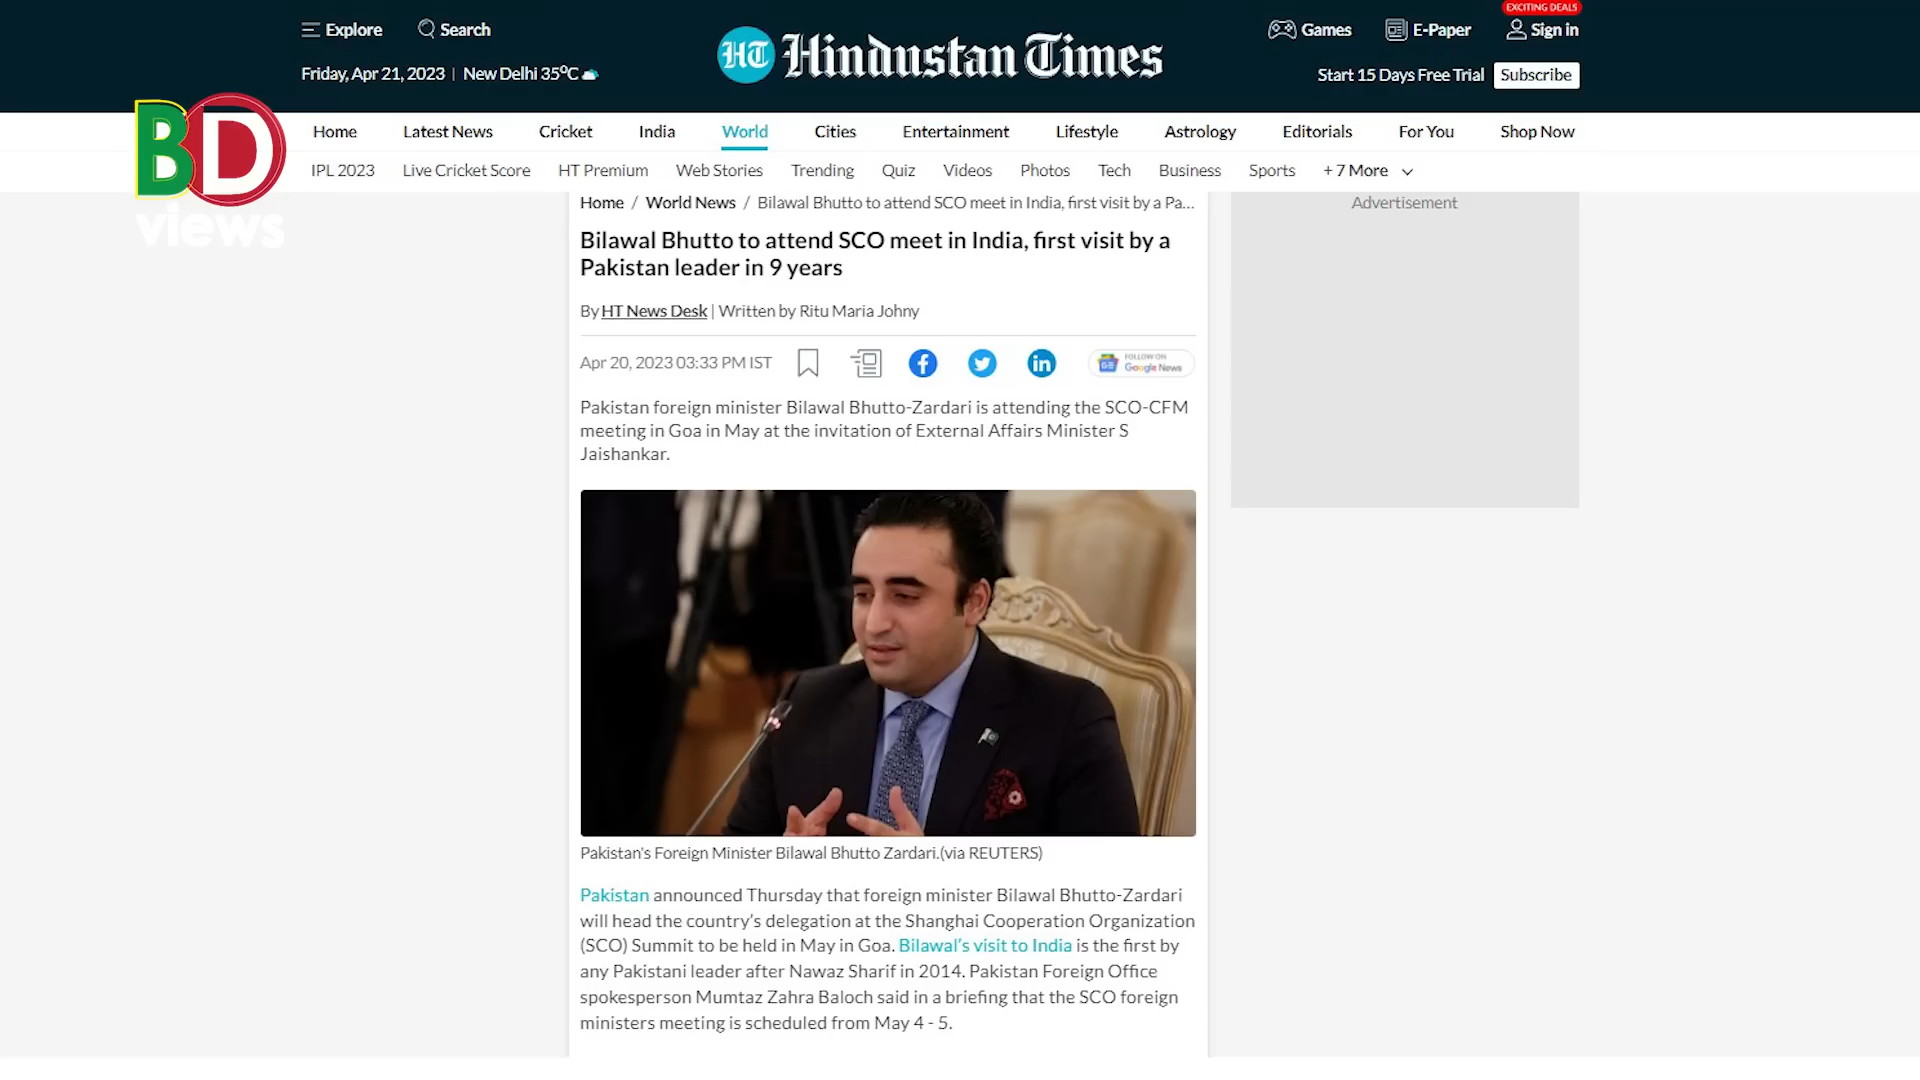 Explore
Search
HT Hindustan Times
Games
E-Paper
EXCITING DEALS
Sign in
Friday, Apr 21, 2023 | New Delhi 35⁰C
Start 15 Days Free Trial
Subscribe
BD
views
Home
Latest News
Cricket
India
World
Cities
Entertainment
Lifestyle
Astrology
Editorials
For You
Shop Now
IPL 2023
Live Cricket Score
HT Premium
Web Stories
Trending
Quiz
Videos
Photos
Tech
Business
Sports
+ 7 More
Home / World News / Bilawal Bhutto to attend SCO meet in India, first visit by a Pa...
Advertisement
Bilawal Bhutto to attend SCO meet in India, first visit by a
Pakistan leader in 9 years
By HT News Desk | Written by Ritu Maria Johny
Apr 20, 2023 03:33 PM IST
FOLLOW ON
Google News
Pakistan foreign minister Bilawal Bhutto-Zardari is attending the SCO-CFM
meeting in Goa in May at the invitation of External Affairs Minister S
Jaishankar.
Pakistan's Foreign Minister Bilawal Bhutto Zardari.(via REUTERS)
Pakistan announced Thursday that foreign minister Bilawal Bhutto-Zardari
will head the country's delegation at the Shanghai Cooperation Organization
(SCO) Summit to be held in May in Goa. Bilawal's visit to India is the first by
any Pakistani leader after Nawaz Sharif in 2014. Pakistan Foreign Office
spokesperson Mumtaz Zahra Baloch said in a briefing that the SCO foreign
ministers meeting is scheduled from May 4 - 5.